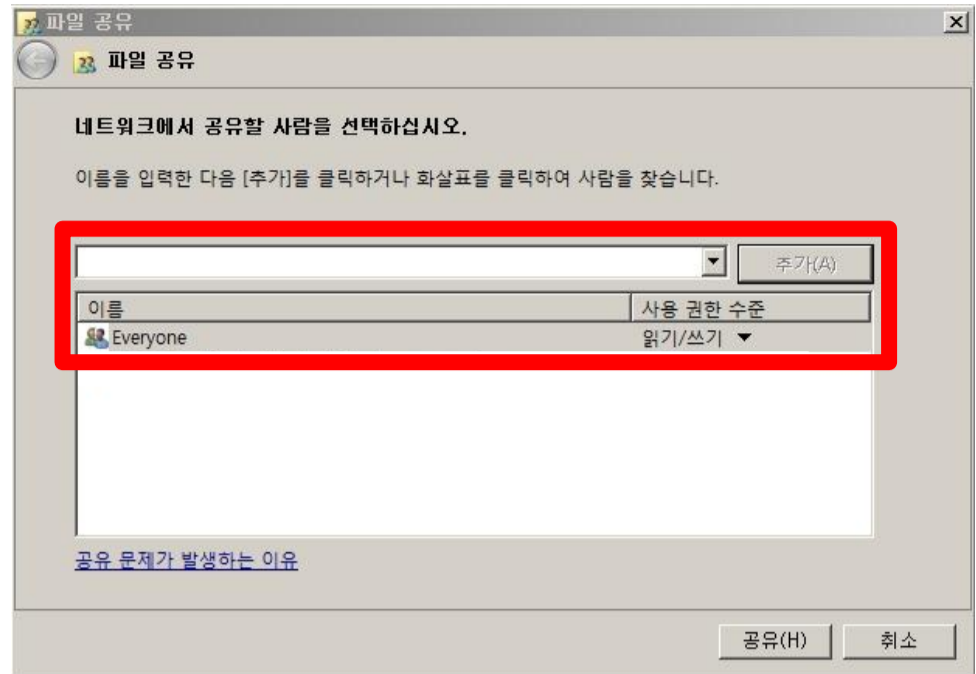 파일 공유
파일 공유
네트워크에서 공유할 사람을 선택하십시오.
이름을 입력한 다음 [추가]를 클릭하거나 화살표를 클릭하여 사람을 찾습니다.
추가(A)
이름 사용 권한 수준
Everyone 읽기/쓰기
공유 문제가 발생하는 이유
공유(H) 취소